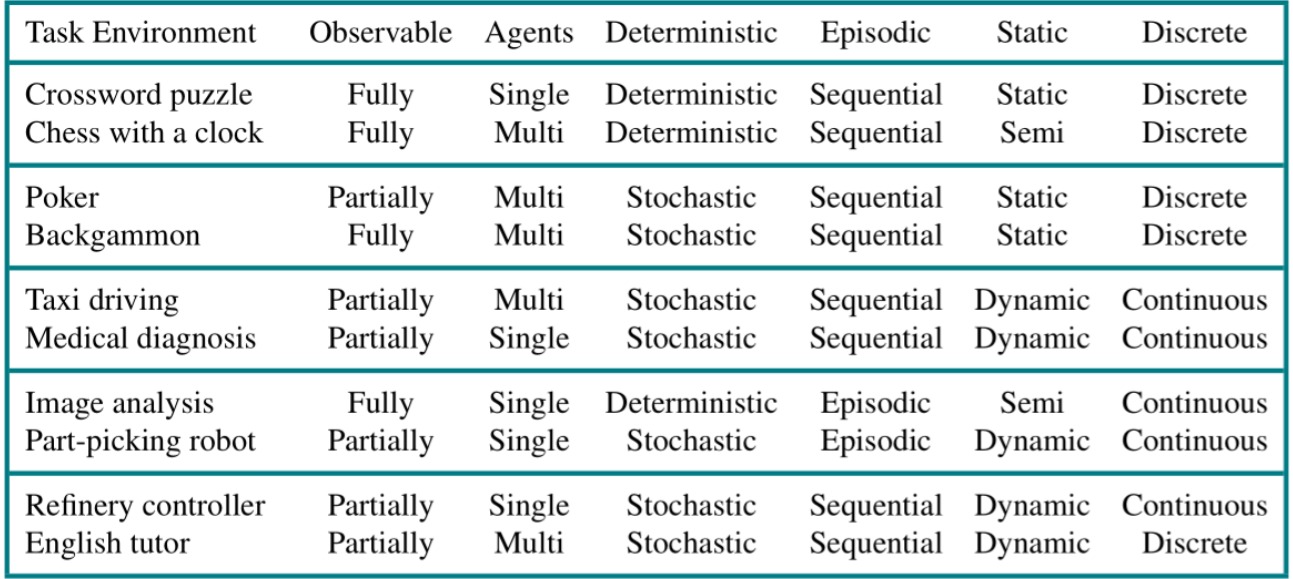 Task Environment Observable Agents Deterministic Episodic Static Discrete
Crossword puzzle Fully Single Deterministic Sequential Static Discrete
Chess with a clock Fully Multi Deterministic Sequential Semi Discrete
Poker Partially Multi Stochastic Sequential Static Discrete
Backgammon Fully Multi Stochastic Sequential Static Discrete
Taxi driving Partially Multi Stochastic Sequential Dynamic Continuous
Medical diagnosis Partially Single Stochastic Sequential Dynamic Continuous
Image analysis Fully Single Deterministic Episodic Semi Continuous
Part-picking robot Partially Single Stochastic Episodic Dynamic Continuous
Refinery controller Partially Single Stochastic Sequential Dynamic Continuous
English tutor Partially Multi Stochastic Sequential Dynamic Discrete